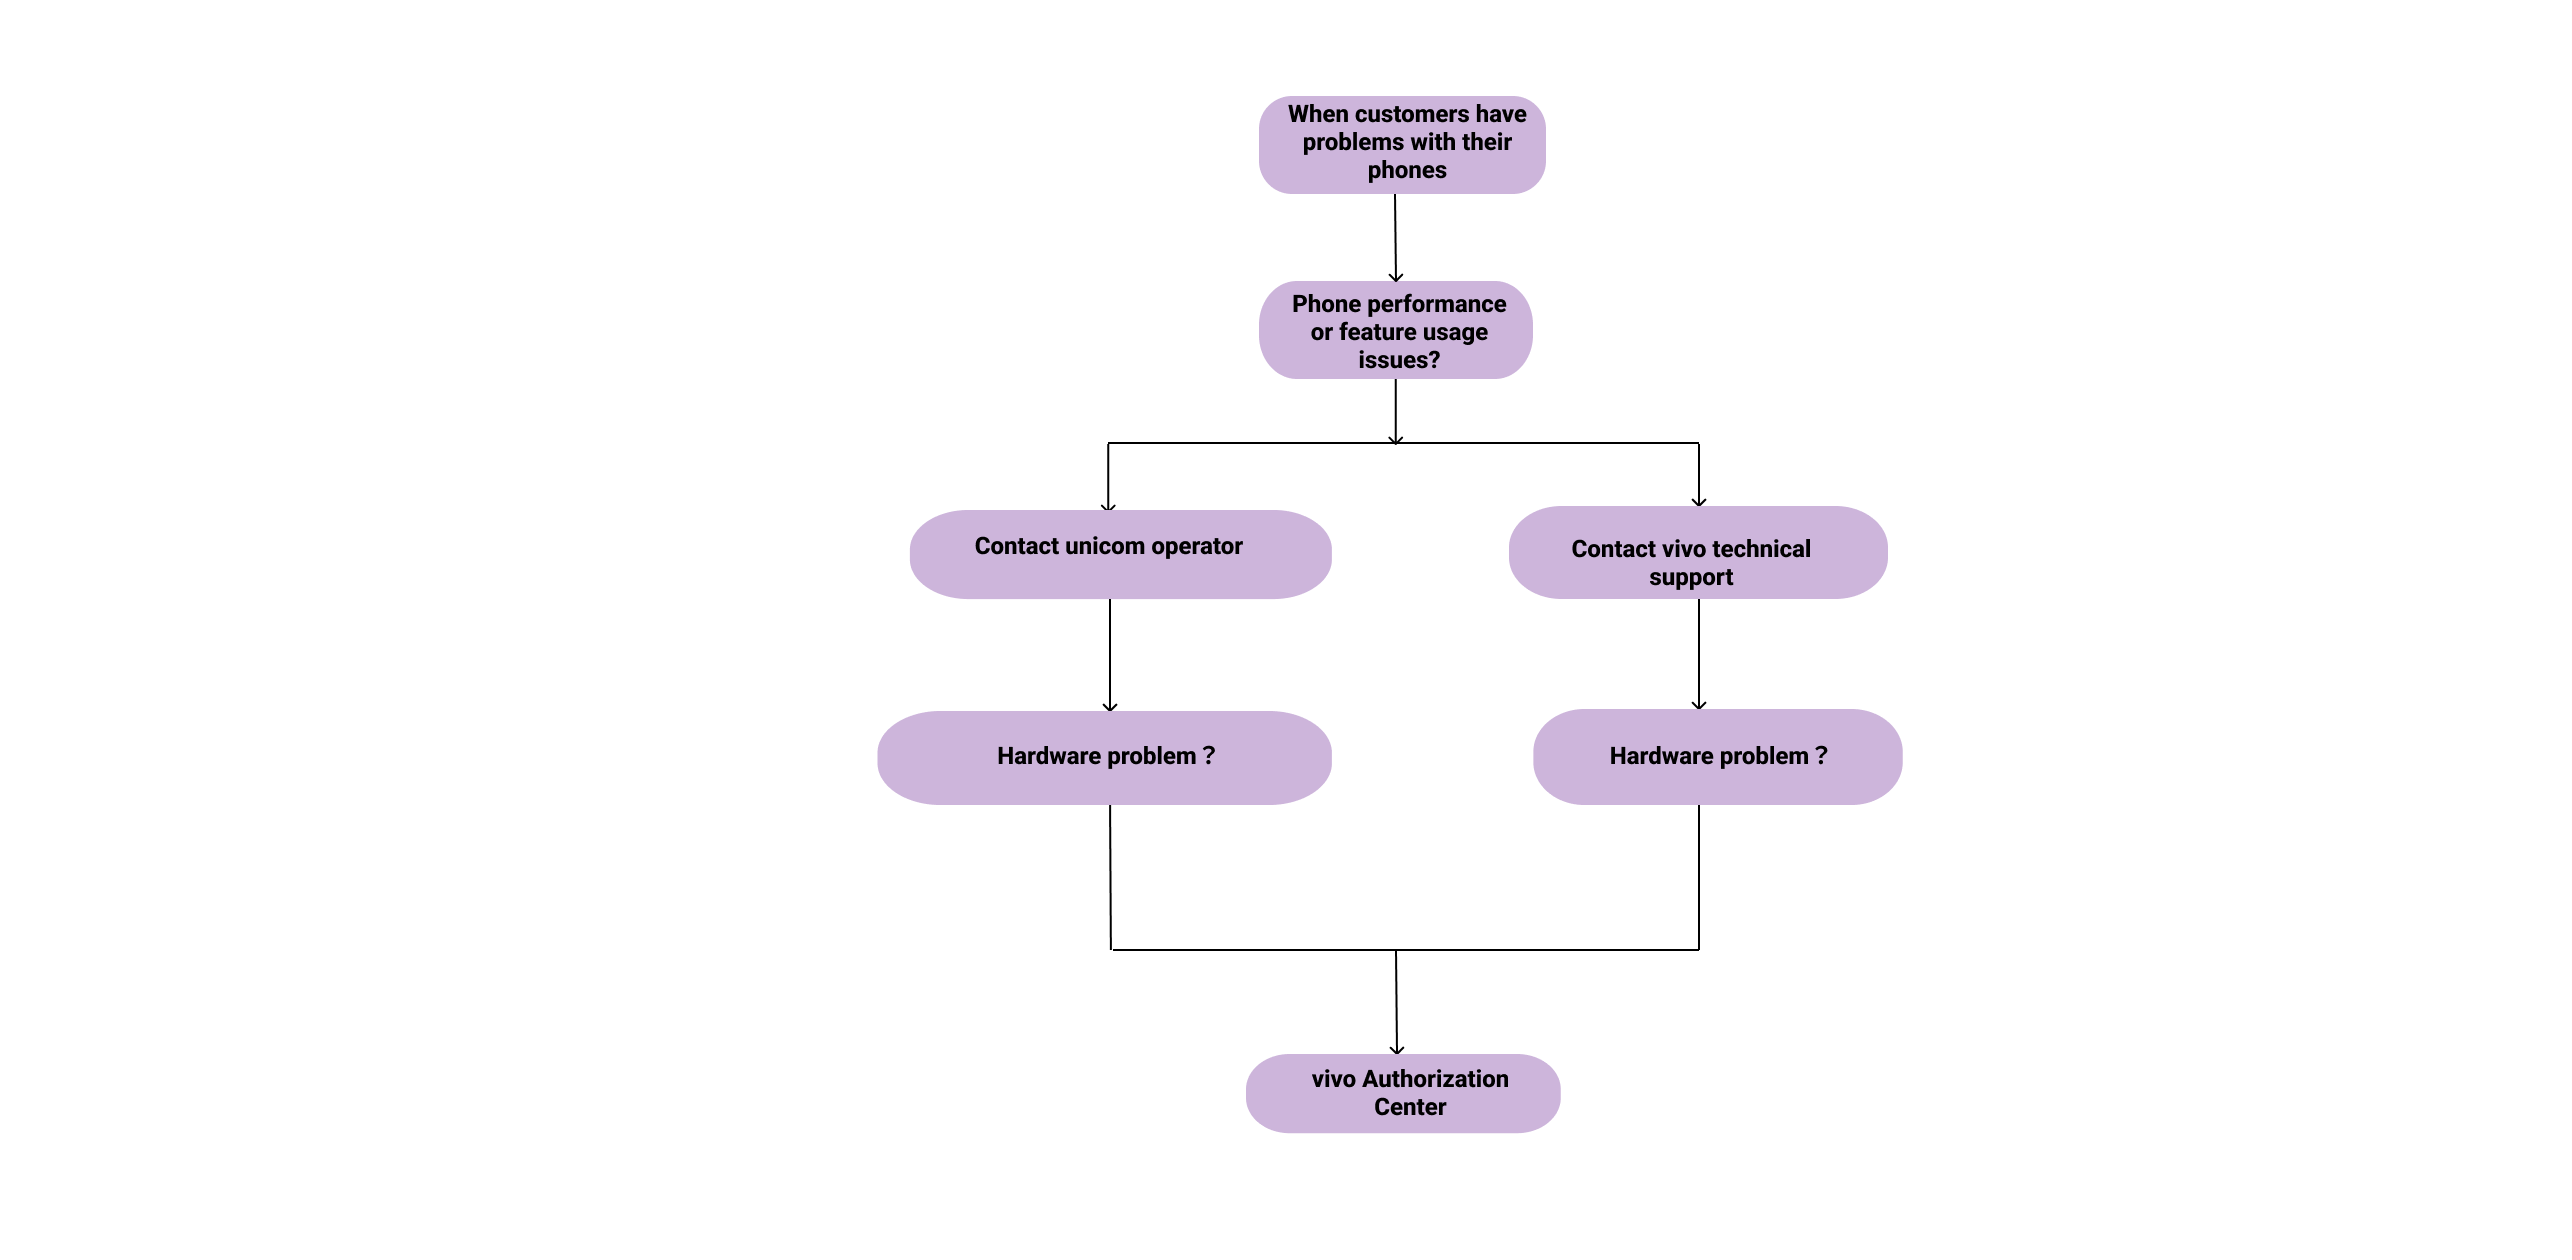 When customers have
problems with their
phones
Phone performance
or feature usage
issues?
Contact unicom operator
Contact vivo technical
support
Hardware problem？
Hardware problem？
vivo Authorization
Center